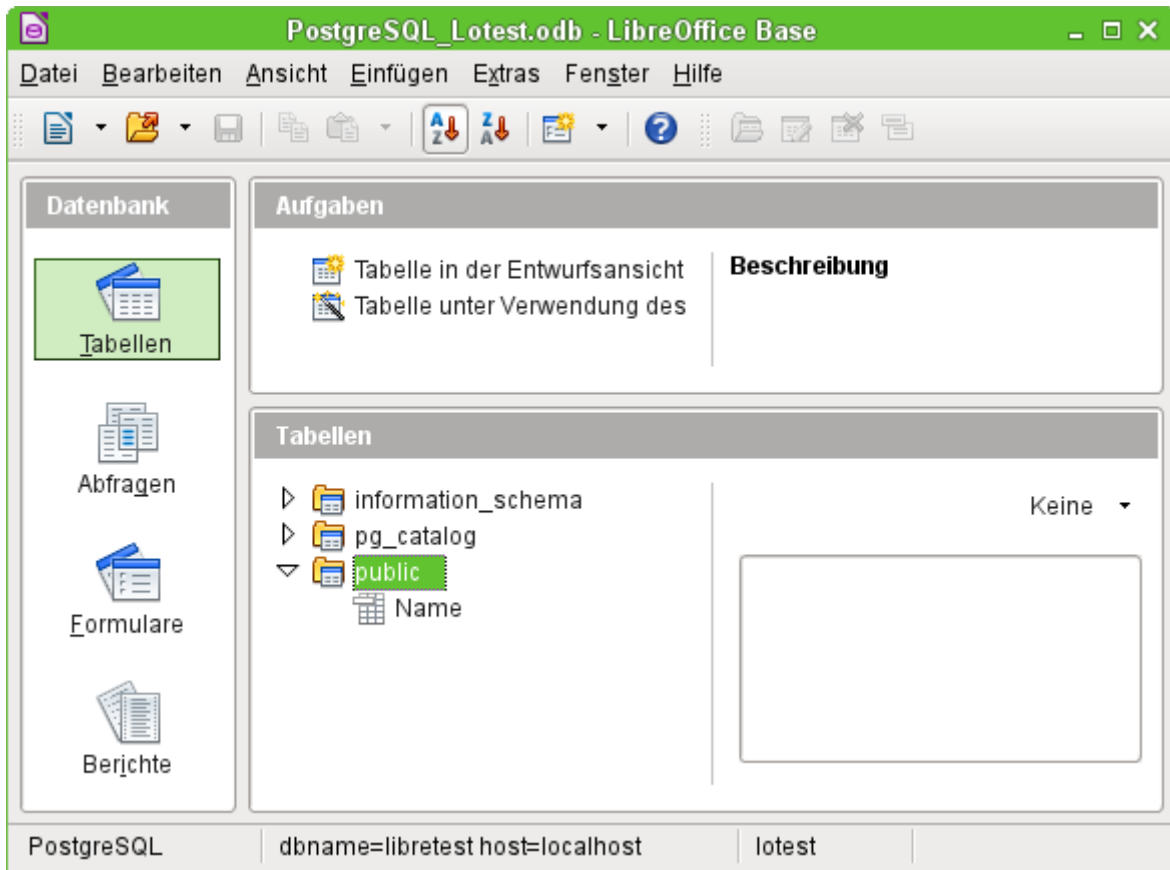 PostgreSQL_Lotest.odb - LibreOffice Base
Datei Bearbeiten Ansicht Einfügen Extras Fenster Hilfe
Datenbank
Tabellen
Abfragen
Formulare
Berichte
Aufgaben
Tabelle in der Entwurfsansicht
Tabelle unter Verwendung des
Beschreibung
Tabellen
information_schema
pg_catalog
public
Name
Keine
PostgreSQL dbname=libretest host=localhost lotest